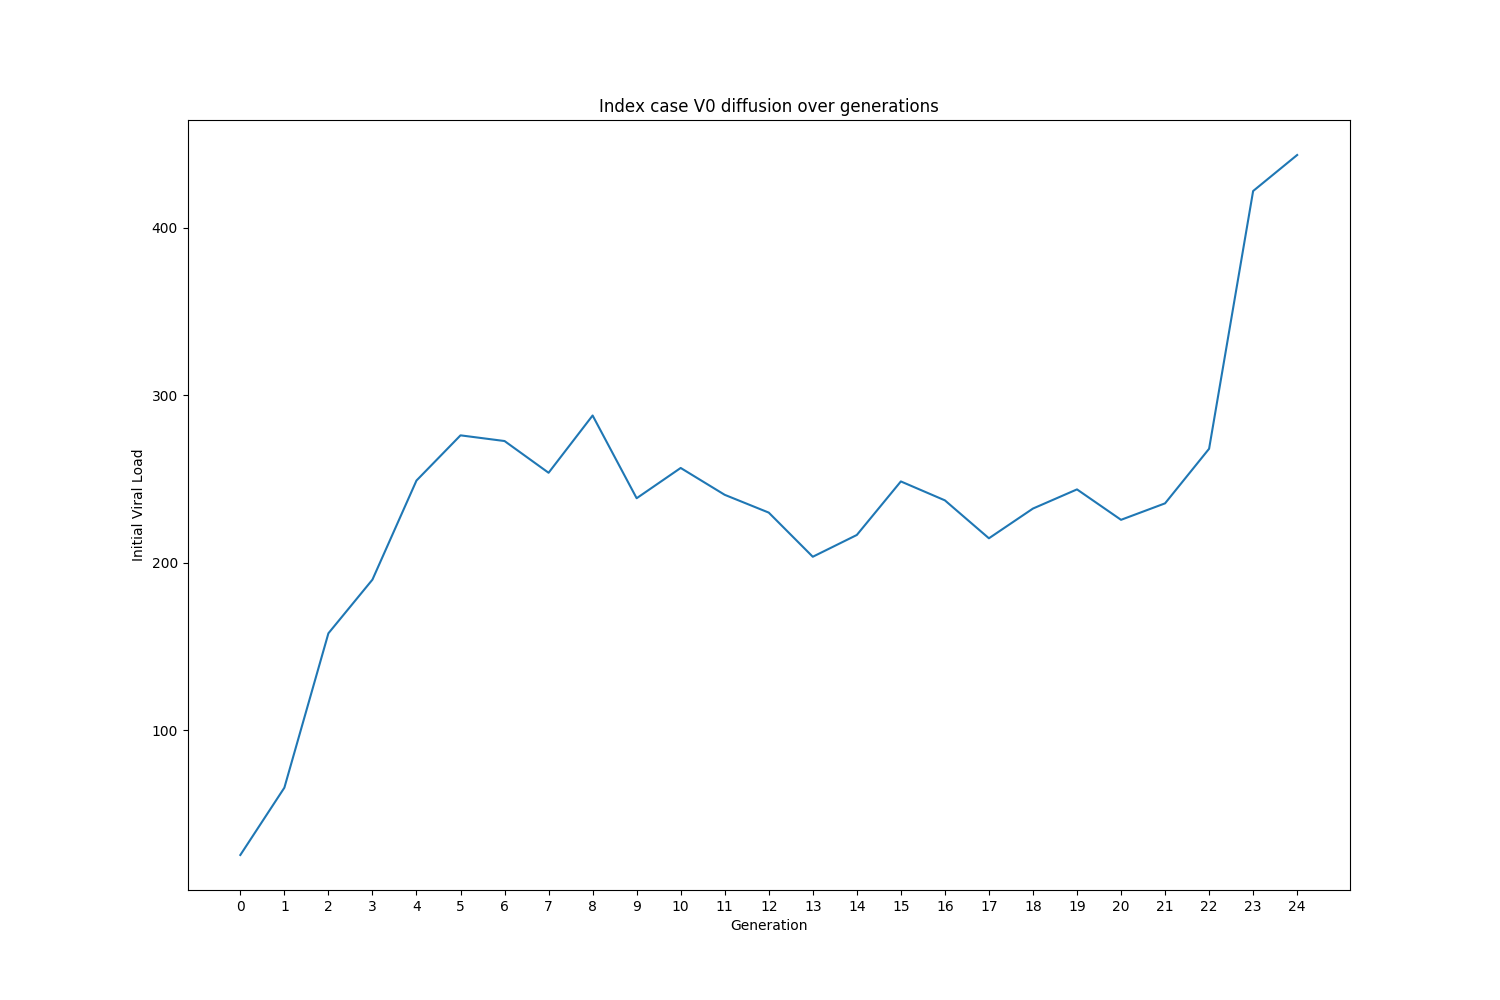 Index case V0 diffusion over generations
Initial Viral Load
400
300
200
100
0 1 2 3 4 5 6 7 8 9 10 11 12 13 14 15 16 17 18 19 20 21 22 23 24
Generation